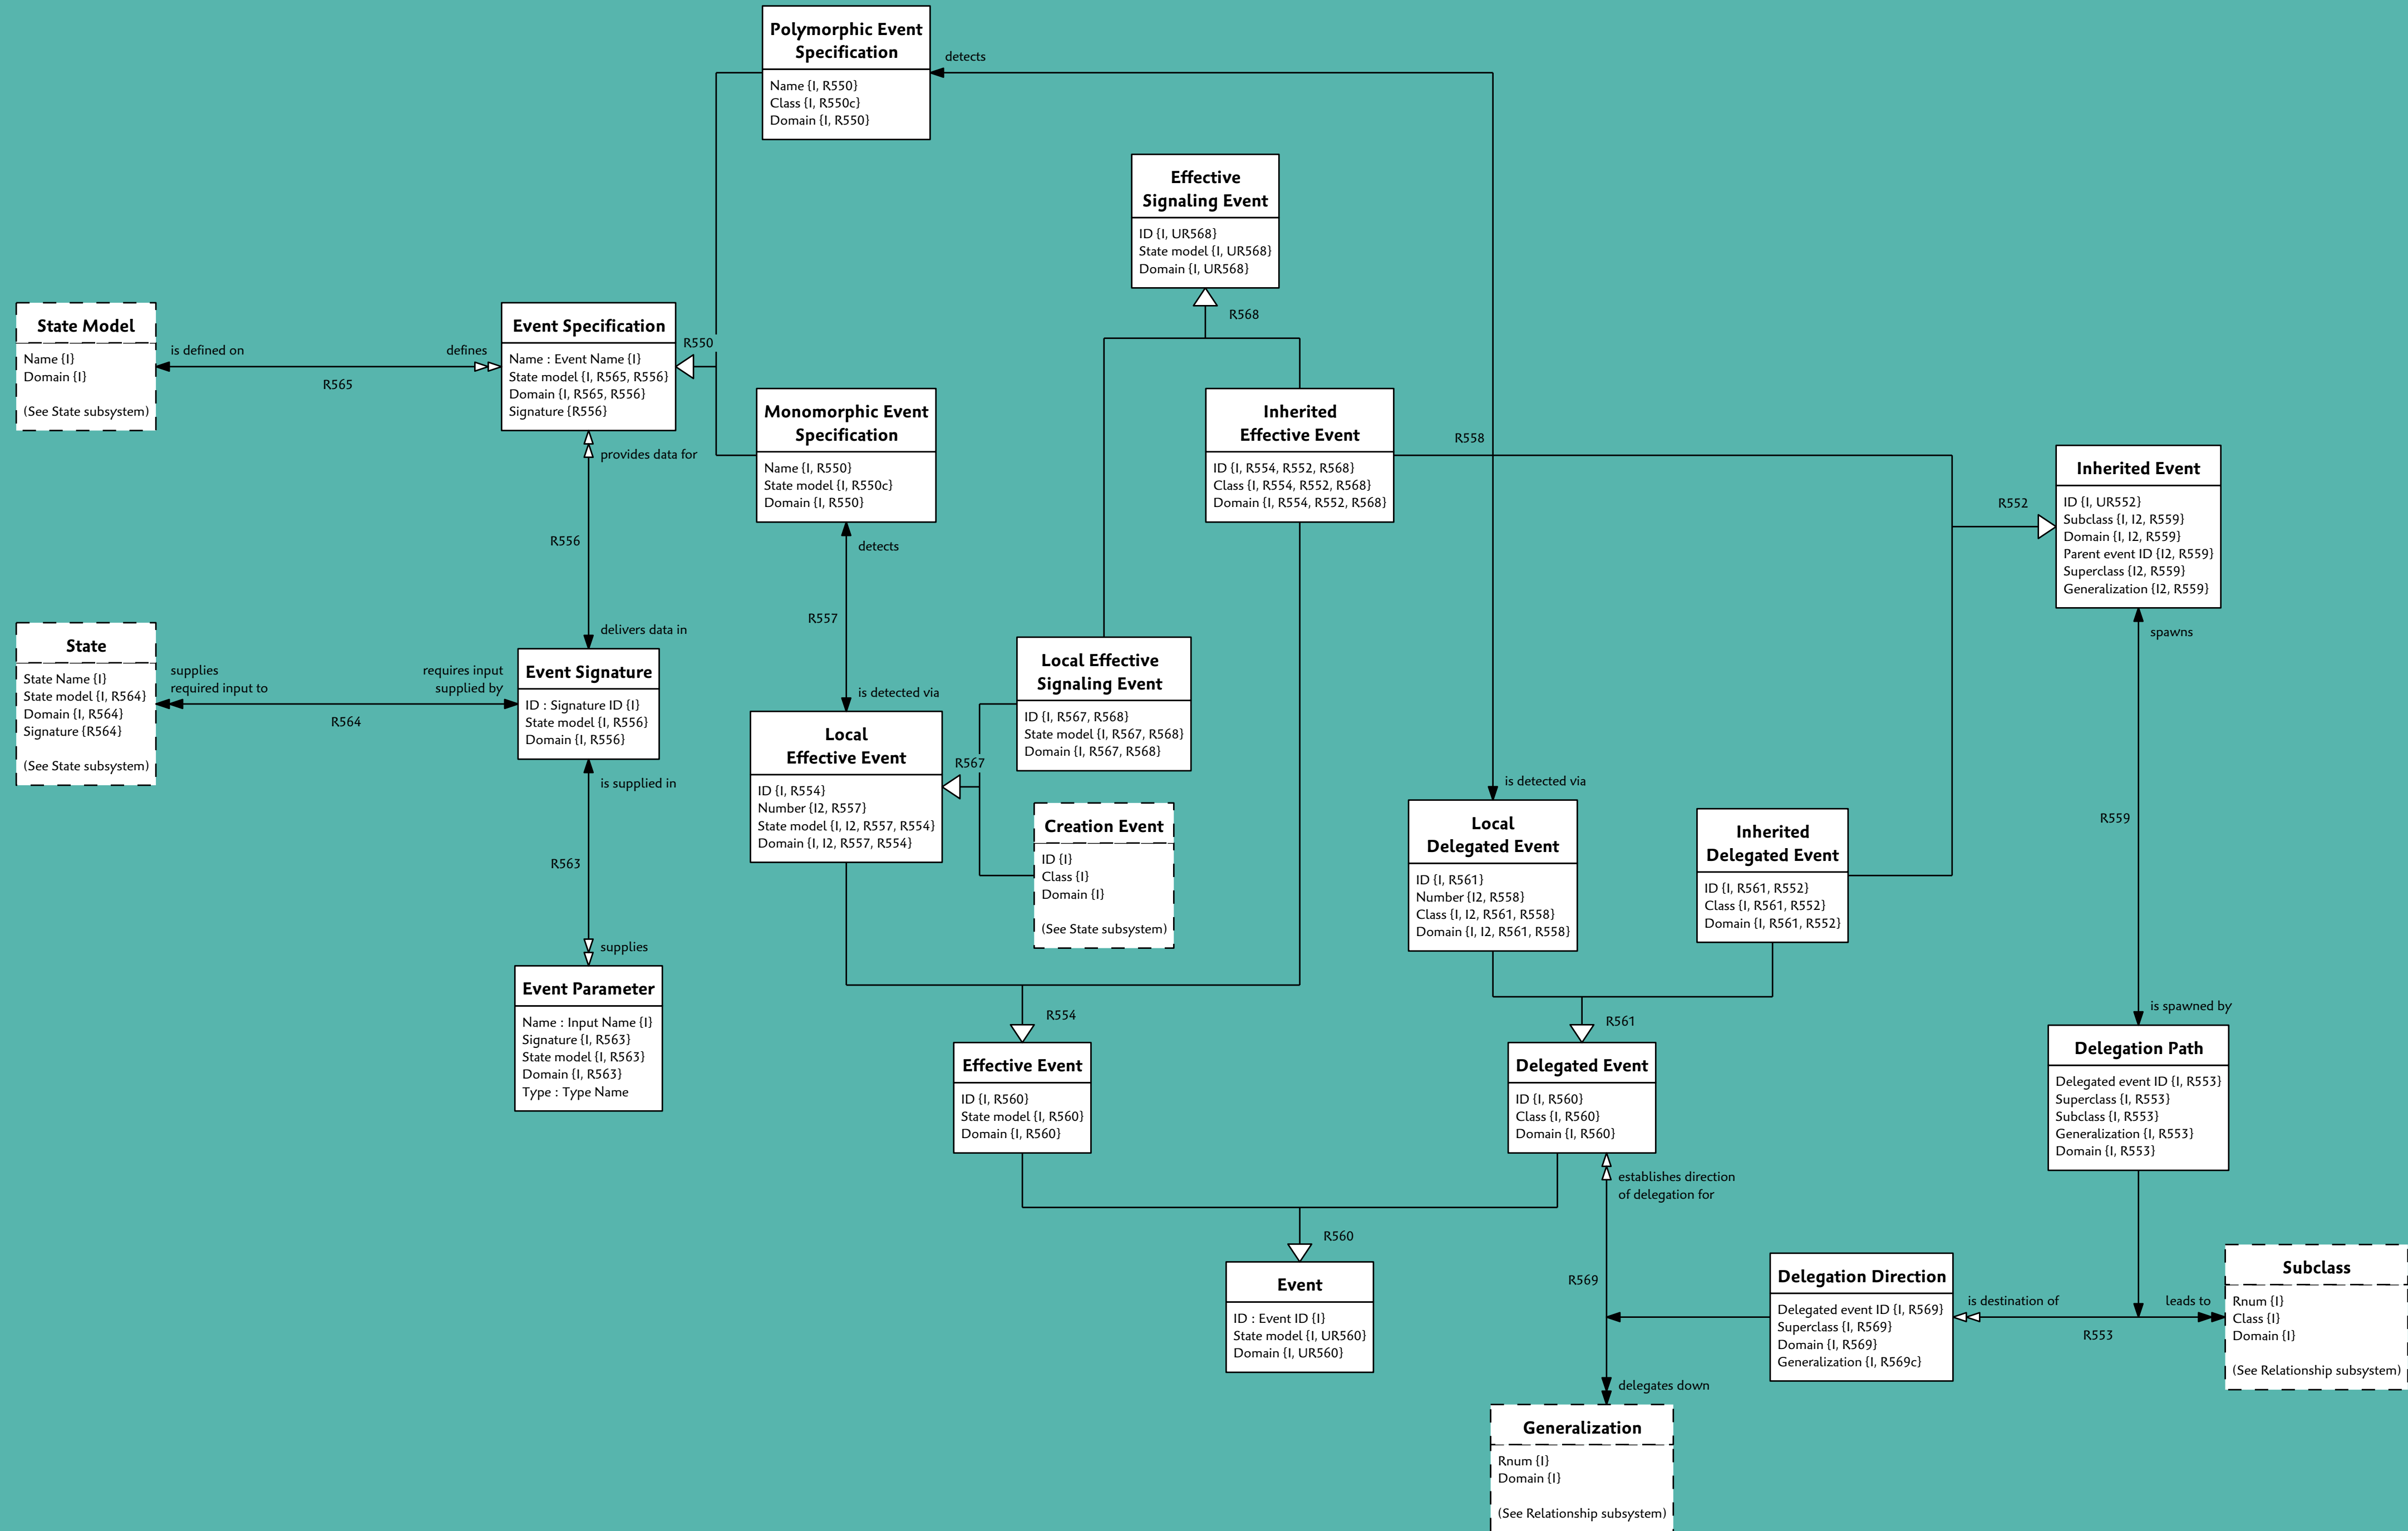 Polymorphic Event
Specification
Name {I, R550}
Class {I, R550c}
Domain {I, R550}
detects
Effective
Signaling Event
ID {I, UR568}
State model {I, UR568}
Domain {I, UR568}
R568
State Model
Name {I}
Domain {I}
(See State subsystem)
is defined on
defines
R565
Event Specification
Name : Event Name {I}
State model {I, R565, R556}
Domain {I, R565, R556}
Signature {R556}
R550
Monomorphic Event
Specification
Name {I, R550}
State model {I, R550c}
Domain {I, R550}
Inherited
Effective Event
ID {I, R554, R552, R568}
Class {I, R554, R552, R568}
Domain {I, R554, R552, R568}
R558
R552
Inherited Event
ID {I, UR552}
Subclass {I, I2, R559}
Domain {I, I2, R559}
Parent event ID {I2, R559}
Superclass {I2, R559}
Generalization {I2, R559}
provides data for
R556
delivers data in
detects
R557
is detected via
spawns
R559
is spawned by
State
State Name {I}
State model {I, R564}
Domain {I, R564}
Signature {R564}
(See State subsystem)
supplies
required input to
requires input
supplied by
R564
Event Signature
ID : Signature ID {I}
State model {I, R556}
Domain {I, R556}
Local Effective
Signaling Event
ID {I, R567, R568}
State model {I, R567, R568}
Domain {I, R567, R568}
Local
Effective Event
ID {I, R554}
Number {I2, R557}
State model {I, I2, R557, R554}
Domain {I, I2, R557, R554}
R567
Creation Event
ID {I}
Class {I}
Domain {I}
(See State subsystem)
is detected via
Local
Delegated Event
ID {I, R561}
Number {I2, R558}
Class {I, I2, R561, R558}
Domain {I, I2, R561, R558}
Inherited
Delegated Event
ID {I, R561, R552}
Class {I, R561, R552}
Domain {I, R561, R552}
is supplied in
R563
supplies
Event Parameter
Name : Input Name {I}
Signature {I, R563}
State model {I, R563}
Domain {I, R563}
Type : Type Name
R554
R561
Effective Event
ID {I, R560}
State model {I, R560}
Domain {I, R560}
Delegated Event
ID {I, R560}
Class {I, R560}
Domain {I, R560}
Delegation Path
Delegated event ID {I, R553}
Superclass {I, R553}
Subclass {I, R553}
Generalization {I, R553}
Domain {I, R553}
establishes direction
of delegation for
R560
R569
delegates down
Event
ID : Event ID {I}
State model {I, UR560}
Domain {I, UR560}
Delegation Direction
Delegated event ID {I, R569}
Superclass {I, R569}
Domain {I, R569}
Generalization {I, R569c}
is destination of
leads to
R553
Subclass
Rnum {I}
Class {I}
Domain {I}
(See Relationship subsystem)
Generalization
Rnum {I}
Domain {I}
(See Relationship subsystem)